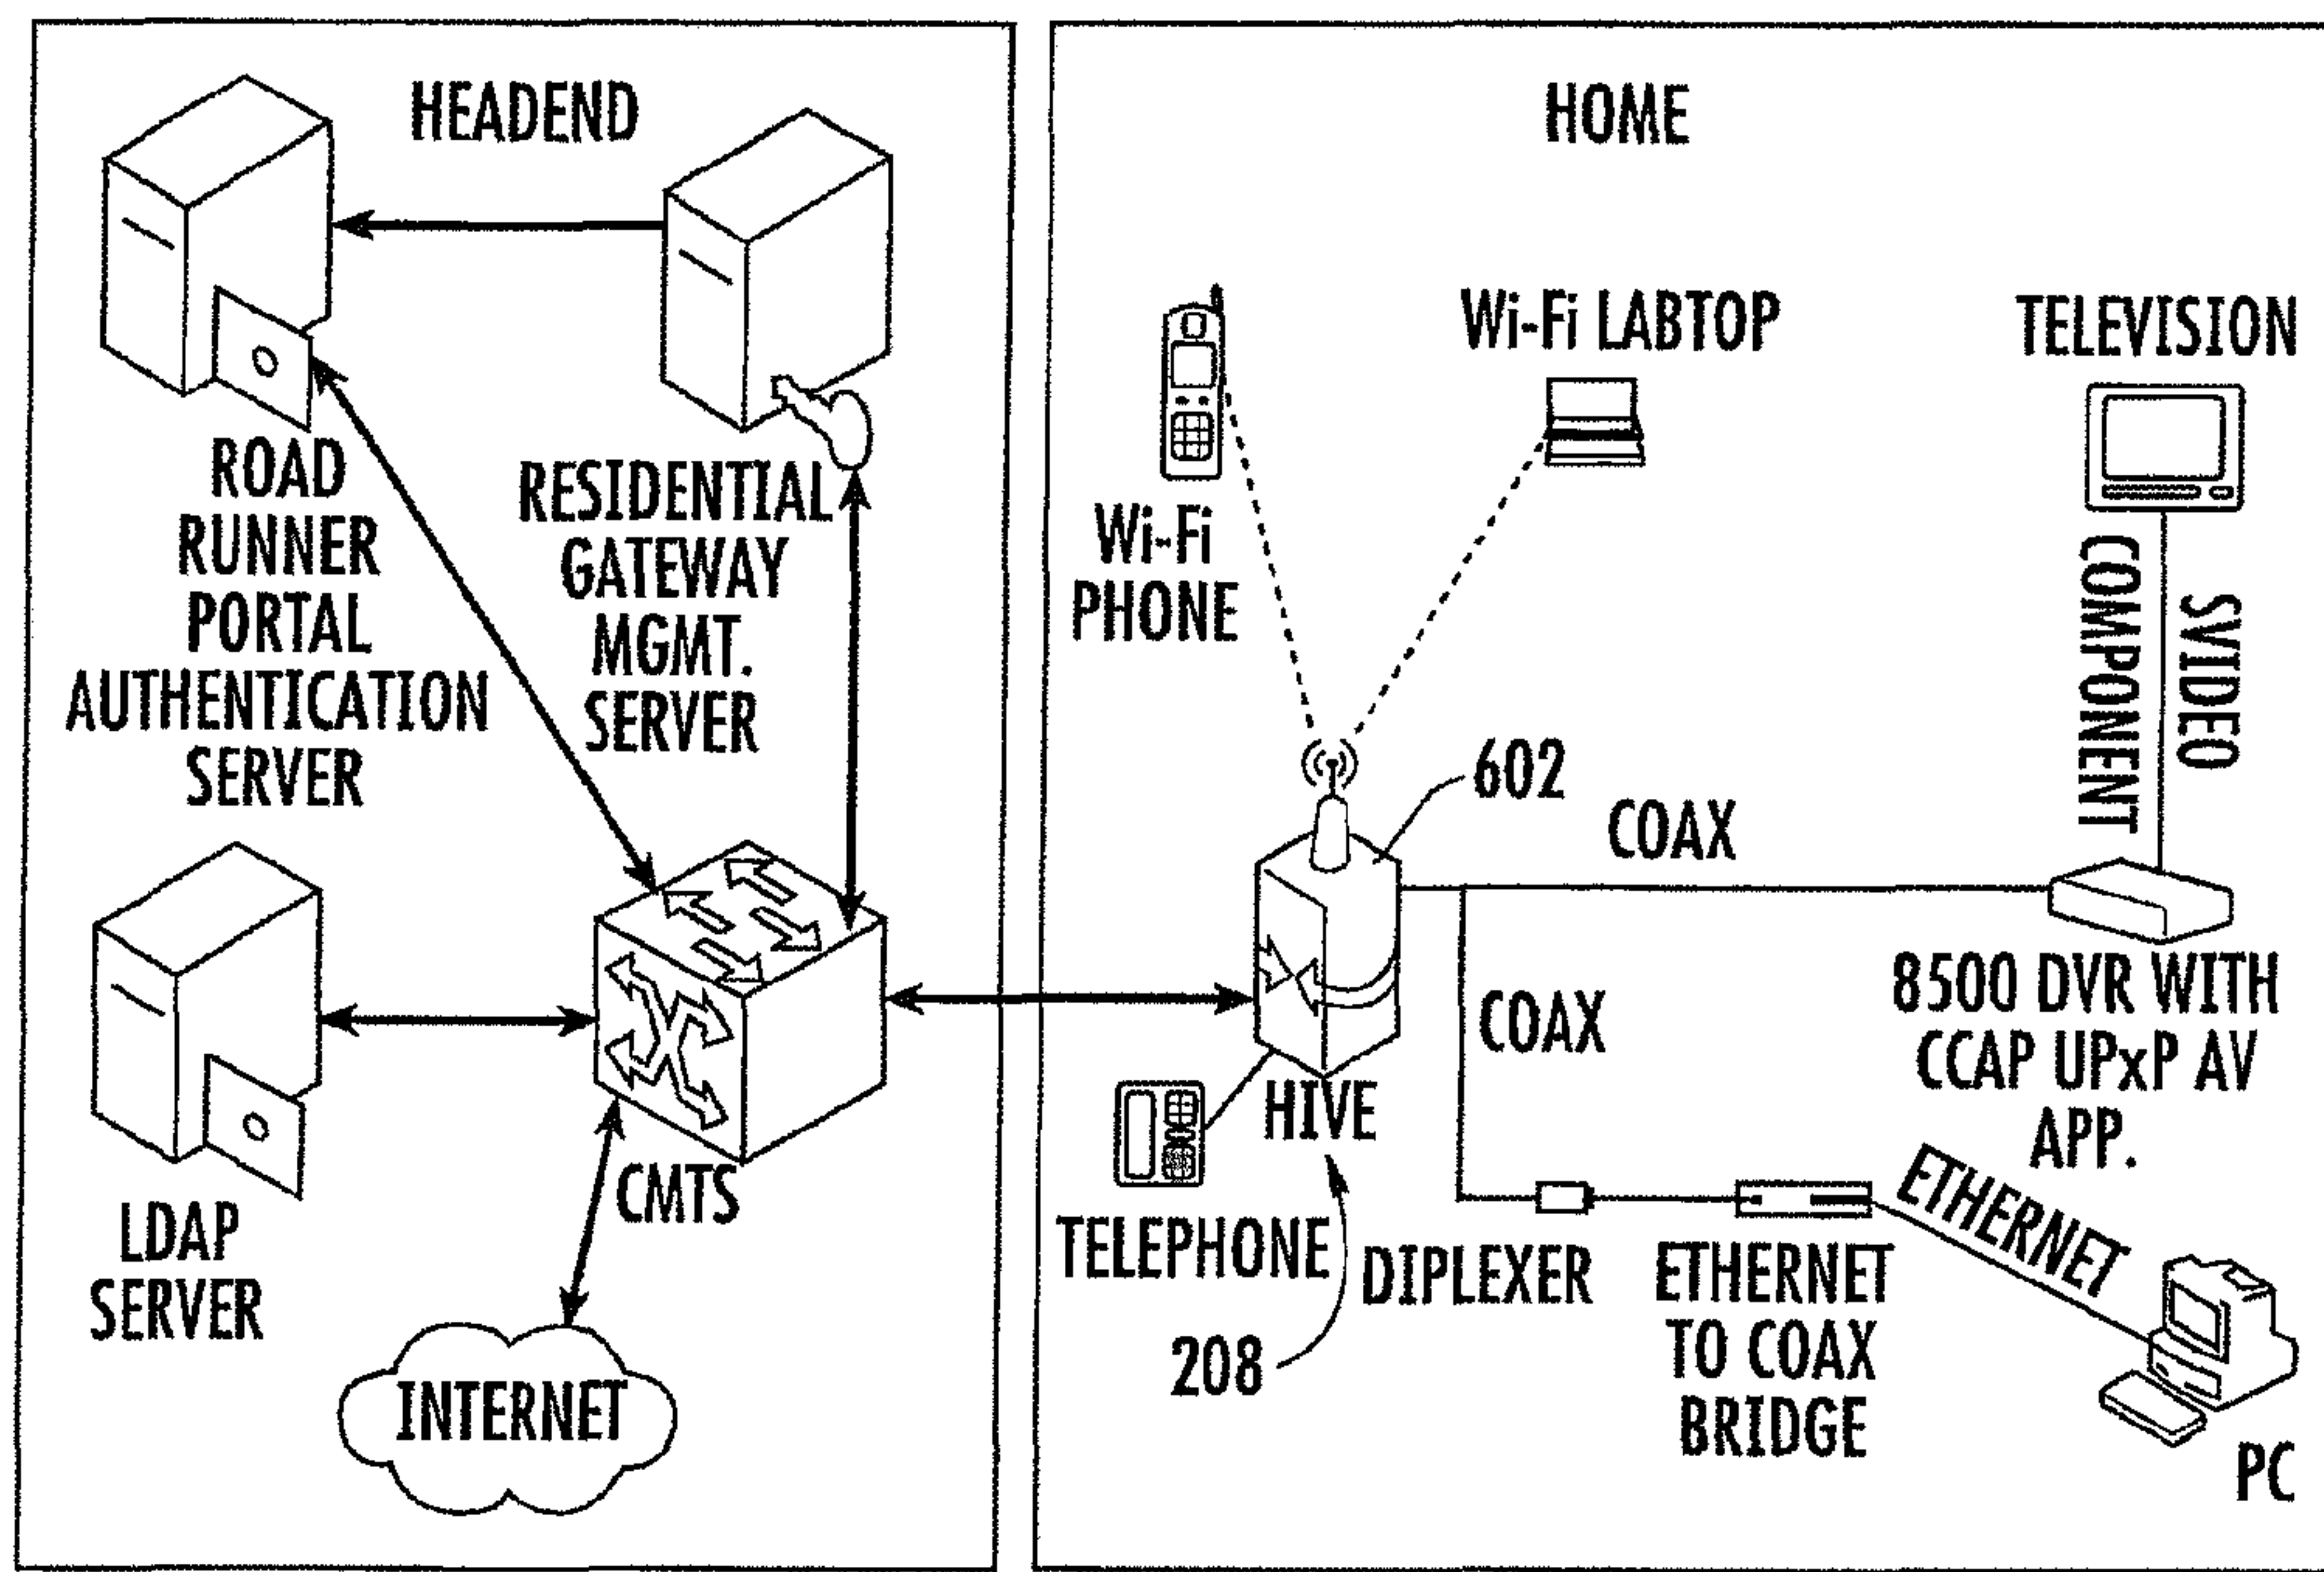 HEADEND
ROAD
RUNNER
PORTAL
AUTHENTICATION
SERVER
RESIDENTIAL
GATEWAY
MGMT.
SERVER
LDAP
SERVER
CMTS
INTERNET
HOME
Wi-Fi
PHONE
Wi-Fi LABTOP
TELEVISION
COMPONENT
SVIDEO
602
COAX
COAX
8500 DVR WITH
CCAP UPxP AV
APP.
HIVE
TELEPHONE
208
DIPLEXER
ETHERNET
TO COAX
BRIDGE
ETHERNET
PC